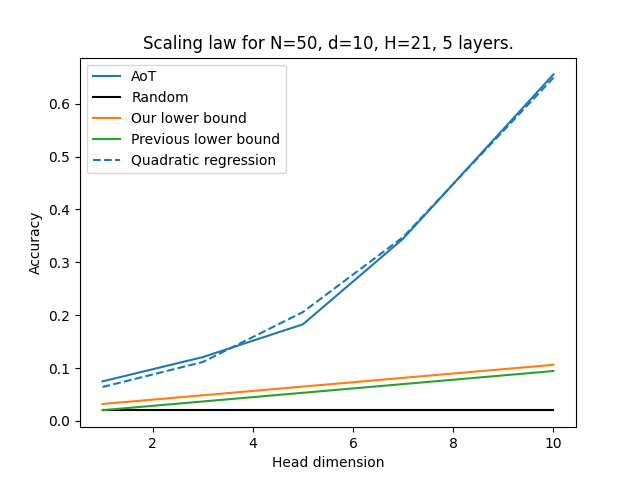 Scaling law for N=50, d=10, H=21, 5 layers.
AoT
Random
Our lower bound
Previous lower bound
Quadratic regression
Accuracy
0.6
0.5
0.4
0.3
0.2
0.1
0.0
2 4 6 8 10
Head dimension